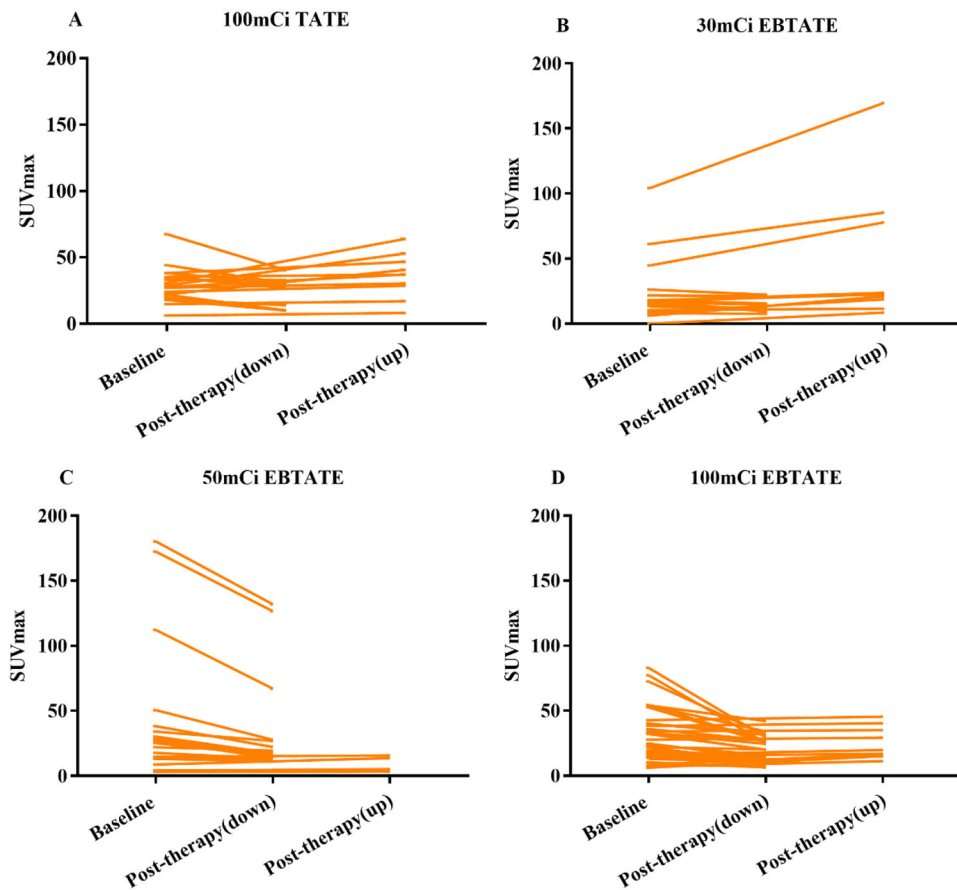 A
100mCi TATE
SUVmax
200
150
100
50
0
Baseline
Post-therapy(down)
Post-therapy(up)
B
30mCi EBTATE
SUVmax
200
150
100
50
0
Baseline
Post-therapy(down)
Post-therapy(up)
C
50mCi EBTATE
SUVmax
200
150
100
50
0
Baseline
Post-therapy(down)
Post-therapy(up)
D
100mCi EBTATE
SUVmax
200
150
100
50
0
Baseline
Post-therapy(down)
Post-therapy(up)